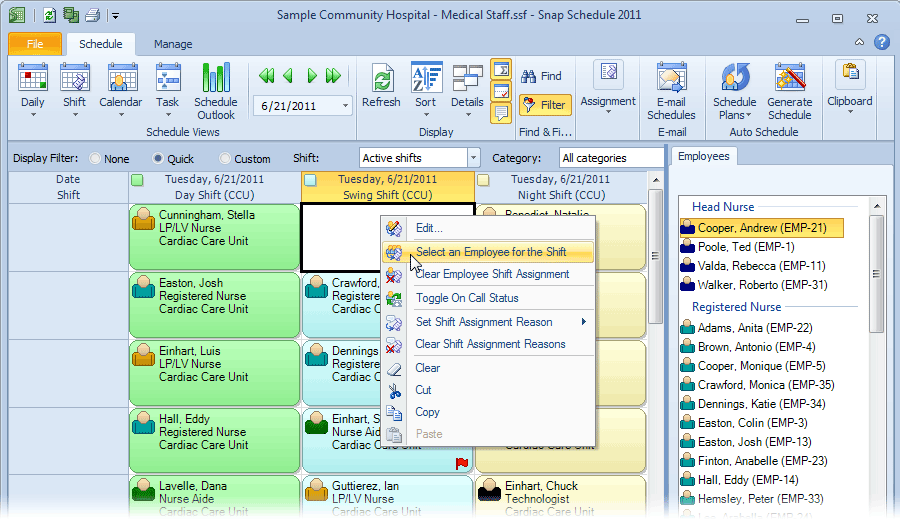 Sample Community Hospital - Medical Staff.ssf - Snap Schedule 2011
File Schedule Manage
Daily Shift Calendar Task Schedule Outlook
6/21/2011
Refresh Sort Details
Find
Filter
Assignment
E-mail Schedules
Schedule Plans
Generate Schedule
Clipboard
Schedule Views Display Find & Fi... E-mail Auto Schedule
Display Filter: None Quick Custom Shift: Active shifts Category: All categories
Date
Shift
Tuesday, 6/21/2011
Day Shift (CCU)
Tuesday, 6/21/2011
Swing Shift (CCU)
Tuesday, 6/21/2011
Night Shift (CCU)
Cunningham, Stella
LP/LV Nurse
Cardiac Care Unit
Benedict, Natalie
Easton, Josh
Registered Nurse
Cardiac Care Unit
Crawford,
Registere
Cardiac C
Einhart, Luis
LP/LV Nurse
Cardiac Care Unit
Dennings
Registere
Cardiac C
Hall, Eddy
Registered Nurse
Cardiac Care Unit
Einhart, S
Nurse Aide
Cardiac Care Unit
Cardiac Care Unit
Lavelle, Dana
Nurse Aide
Guttierez, Ian
LP/LV Nurse
Einhart, Chuck
Technologist
Edit...
Select an Employee for the Shift
Clear Employee Shift Assignment
Toggle On Call Status
Set Shift Assignment Reason
Clear Shift Assignment Reasons
Clear
Cut
Copy
Paste
Employees
Head Nurse
Cooper, Andrew (EMP-21)
Poole, Ted (EMP-1)
Valda, Rebecca (EMP-11)
Walker, Roberto (EMP-31)
Registered Nurse
Adams, Anita (EMP-22)
Brown, Antonio (EMP-4)
Cooper, Monique (EMP-5)
Crawford, Monica (EMP-35)
Dennings, Katie (EMP-34)
Easton, Colin (EMP-3)
Easton, Josh (EMP-13)
Finton, Anabelle (EMP-23)
Hall, Eddy (EMP-14)
Hemsley, Peter (EMP-33)